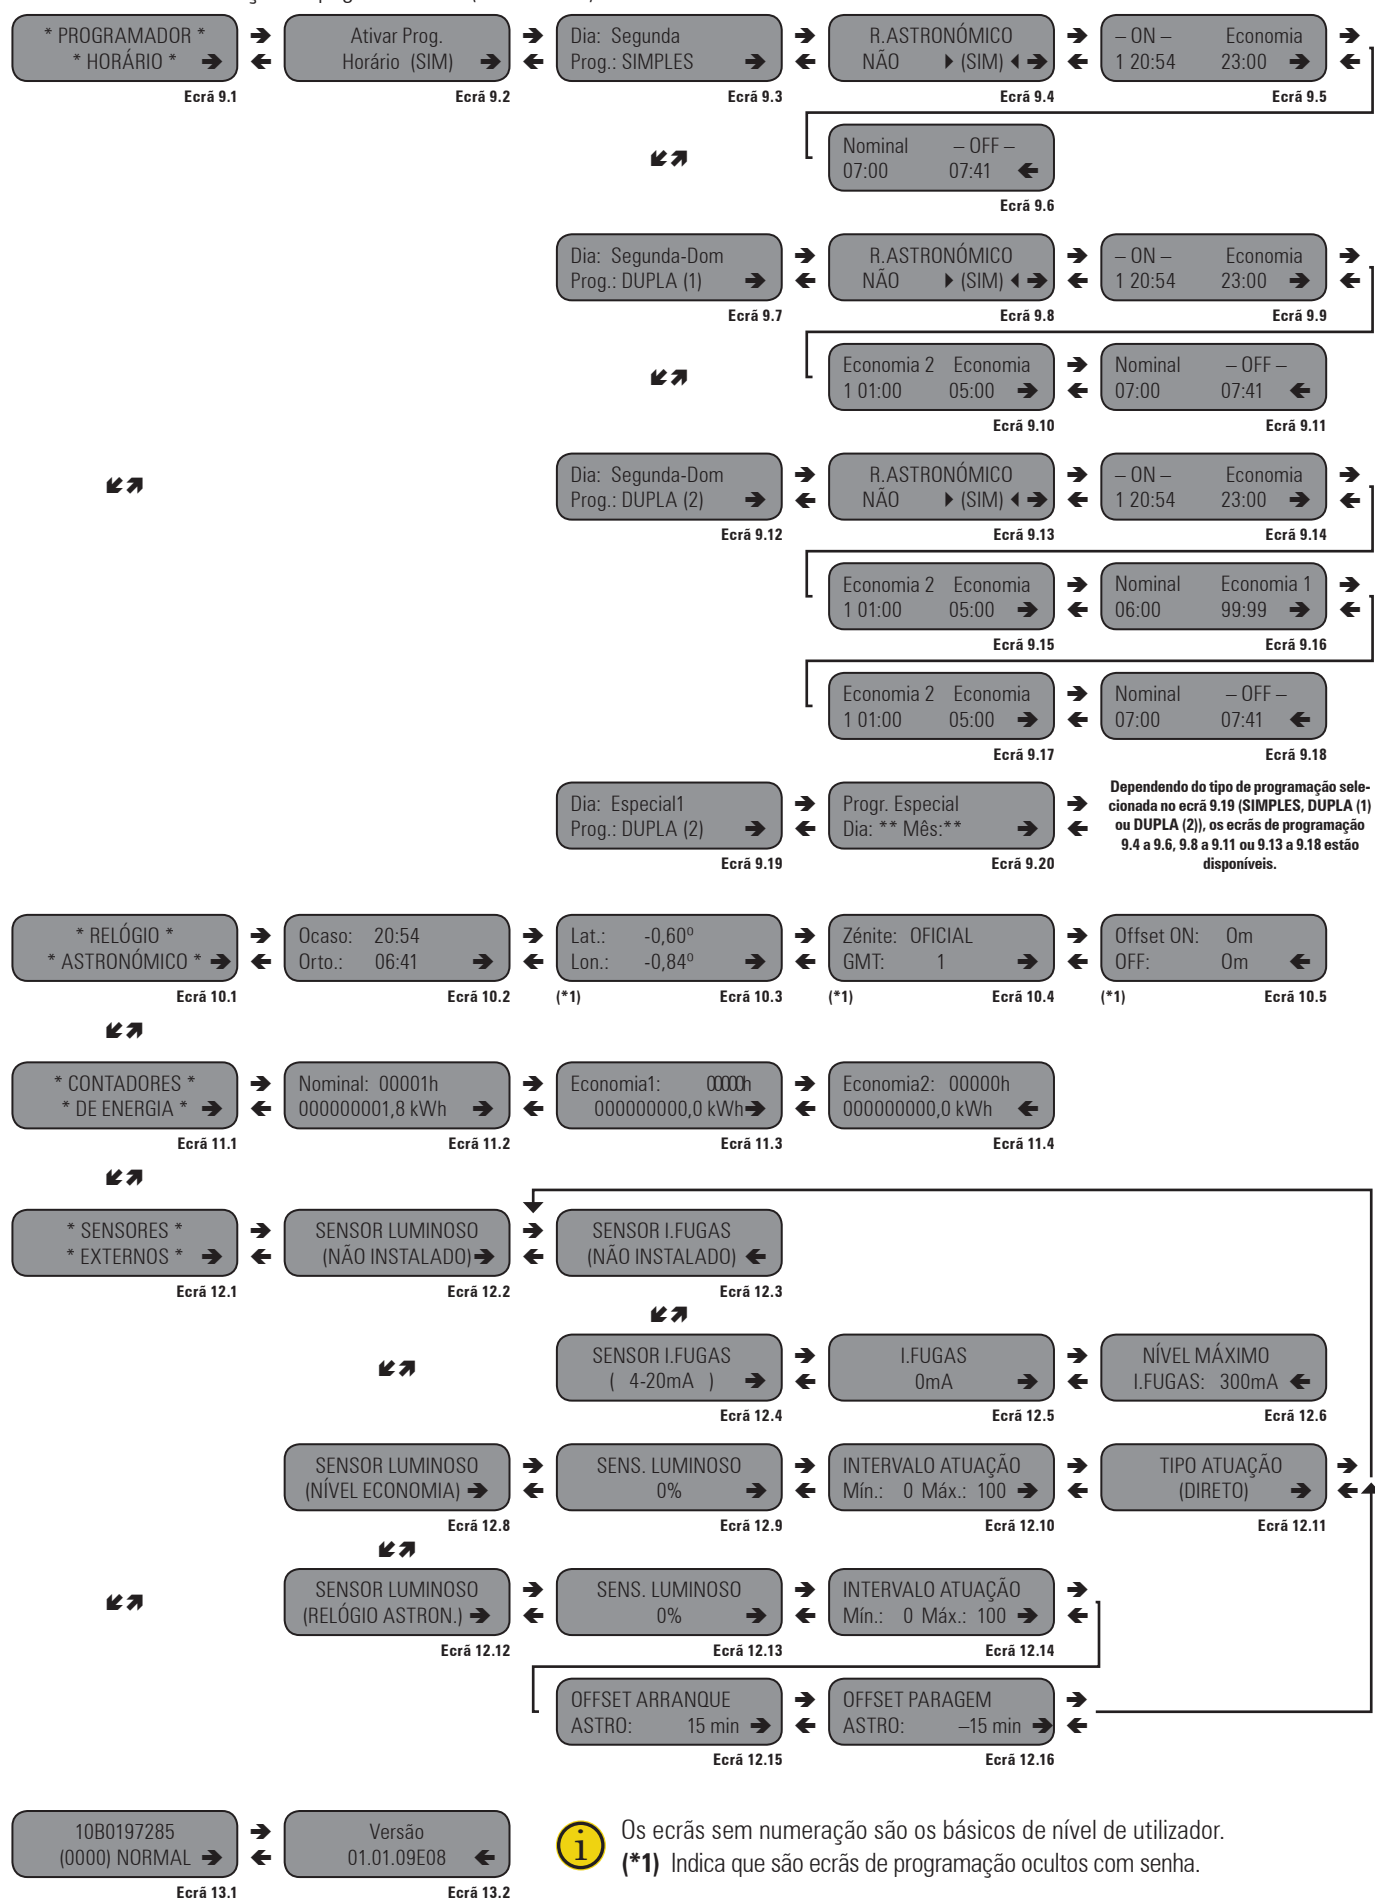 * PROGRAMADOR *
* HORÁRIO *
Ecrã 9.1
Ativar Prog.
Horário (SIM)
Ecrã 9.2
Dia: Segunda
Prog.: SIMPLES
Ecrã 9.3
R.ASTRONÓMICO
NÃO (SIM)
Ecrã 9.4
– ON – Economia
1 20:54 23:00
Ecrã 9.5
Nominal – OFF –
07:00 07:41
Ecrã 9.6
Dia: Segunda-Dom
Prog.: DUPLA (1)
Ecrã 9.7
R.ASTRONÓMICO
NÃO (SIM)
Ecrã 9.8
– ON – Economia
1 20:54 23:00
Ecrã 9.9
Economia 2 Economia
1 01:00 05:00
Ecrã 9.10
Nominal – OFF –
07:00 07:41
Ecrã 9.11
Dia: Segunda-Dom
Prog.: DUPLA (2)
Ecrã 9.12
R.ASTRONÓMICO
NÃO (SIM)
Ecrã 9.13
– ON – Economia
1 20:54 23:00
Ecrã 9.14
Economia 2 Economia
1 01:00 05:00
Ecrã 9.15
Nominal Economia 1
06:00 99:99
Ecrã 9.16
Economia 2 Economia
1 01:00 05:00
Ecrã 9.17
Nominal – OFF –
07:00 07:41
Ecrã 9.18
Dia: Especial1
Prog.: DUPLA (2)
Ecrã 9.19
Progr. Especial
Dia: ** Mês:**
Ecrã 9.20
Dependendo do tipo de programação sele-
cionada no ecrã 9.19 (SIMPLES, DUPLA (1)
ou DUPLA (2)), os ecrãs de programação
9.4 a 9.6, 9.8 a 9.11 ou 9.13 a 9.18 estão
disponíveis.
* RELÓGIO *
* ASTRONÓMICO *
Ecrã 10.1
Ocaso: 20:54
Orto.: 06:41
Ecrã 10.2
Lat.: -0,60º
Lon.: -0,84º
(*1) Ecrã 10.3
Zénite: OFICIAL
GMT: 1
(*1) Ecrã 10.4
Offset ON: 0m
OFF: 0m
(*1) Ecrã 10.5
* CONTADORES *
* DE ENERGIA *
Ecrã 11.1
Nominal: 00001h
000000001,8 kWh
Ecrã 11.2
Economia1: 00000h
000000000,0 kWh
Ecrã 11.3
Economia2: 00000h
000000000,0 kWh
Ecrã 11.4
* SENSORES *
* EXTERNOS *
Ecrã 12.1
SENSOR LUMINOSO
(NÃO INSTALADO)
Ecrã 12.2
SENSOR I.FUGAS
(NÃO INSTALADO)
Ecrã 12.3
SENSOR I.FUGAS
( 4-20mA )
Ecrã 12.4
I.FUGAS
0mA
Ecrã 12.5
NÍVEL MÁXIMO
I.FUGAS: 300mA
Ecrã 12.6
SENSOR LUMINOSO
(NÍVEL ECONOMIA)
Ecrã 12.8
SENS. LUMINOSO
0%
Ecrã 12.9
INTERVALO ATUAÇÃO
Mín.: 0 Máx.: 100
Ecrã 12.10
TIPO ATUAÇÃO
(DIRETO)
Ecrã 12.11
SENSOR LUMINOSO
(RELÓGIO ASTRON.)
Ecrã 12.12
SENS. LUMINOSO
0%
Ecrã 12.13
INTERVALO ATUAÇÃO
Mín.: 0 Máx.: 100
Ecrã 12.14
OFFSET ARRANQUE
ASTRO: 15 min
Ecrã 12.15
OFFSET PARAGEM
ASTRO: –15 min
Ecrã 12.16
10B0197285
(0000) NORMAL
Ecrã 13.1
Versão
01.01.09E08
Ecrã 13.2
i
Os ecrãs sem numeração são os básicos de nível de utilizador.
(*1) Indica que são ecrãs de programação ocultos com senha.